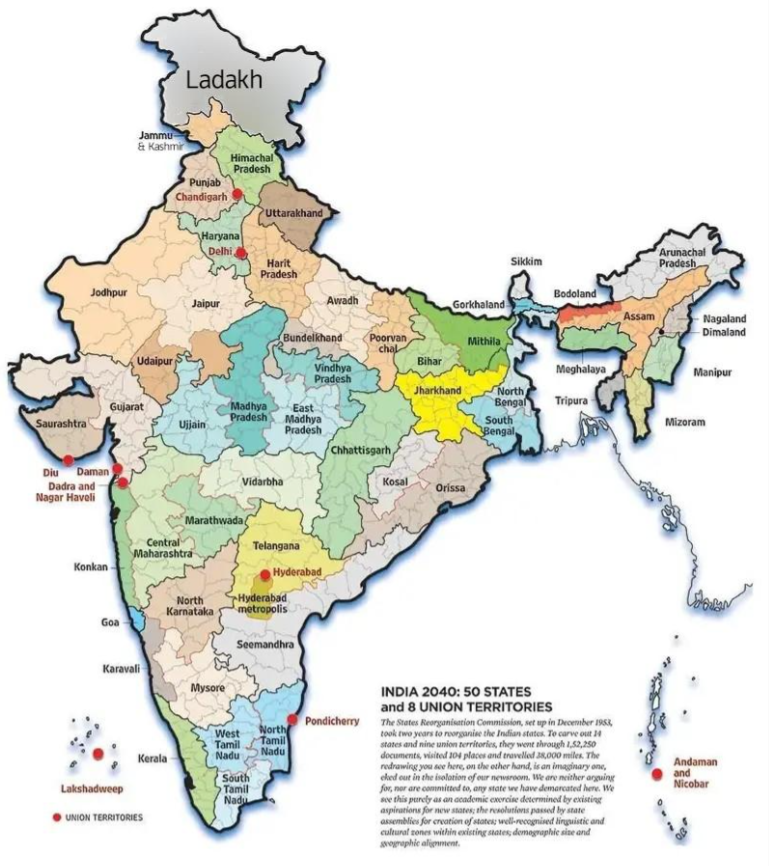 Ladakh
Jammu
& Kashmir
Himachal
Pradesh
Punjab
Chandigarh
Uttarakhand
Haryana
Delhi
Harit
Pradesh
Jodhpur
Jaipur
Awadh
Sikkim
Gorkhaland
Bodoland
Arunachal
Pradesh
Assam
Nagaland
Dimaland
Meghalaya
Manipur
Tripura
Mizoram
Udaipur
Bundelkhand
Poorvan
chal
Bihar
Mithila
Vindhya
Pradesh
Jharkhand
Gujarat
Saurashtra
Ujjain
Madhya
Pradesh
East
Madhya
Pradesh
North
Bengal
South
Bengal
Chhattisgarh
Diu
Daman
Dadra and
Nagar Haveli
Vidarbha
Kosal
Orissa
Marathwada
Central
Maharashtra
Telangana
Konkan
Hyderabad
Hyderabad
metropolis
North
Karnataka
Goa
Seemandhra
Karavali
Mysore
Pondicherry
West
Tamil
Nadu
North
Tamil
Nadu
Kerala
South
Tamil
Nadu
Lakshadweep
Andaman
and
Nicobar
UNION TERRITORIES
INDIA 2040: 50 STATES
and 8 UNION TERRITORIES
The States Reorganisation Commission, set up in December 1953,
took two years to reorganise the Indian states. To carve out 14
states and nine union territories, they went through 1,52,250
documents, visited 104 places and travelled 38,000 miles. The
redrawing you see here, on the other hand, is an imaginary one,
eked out in the isolation of our newsroom. We are neither arguing
for, nor are committed to, any state we have demarcated here. We
see this purely as an academic exercise determined by existing
aspirations for new states; the resolutions passed by state
assemblies for creation of states; well-recognised linguistic and
cultural zones within existing states; demographic size and
geographic alignment.